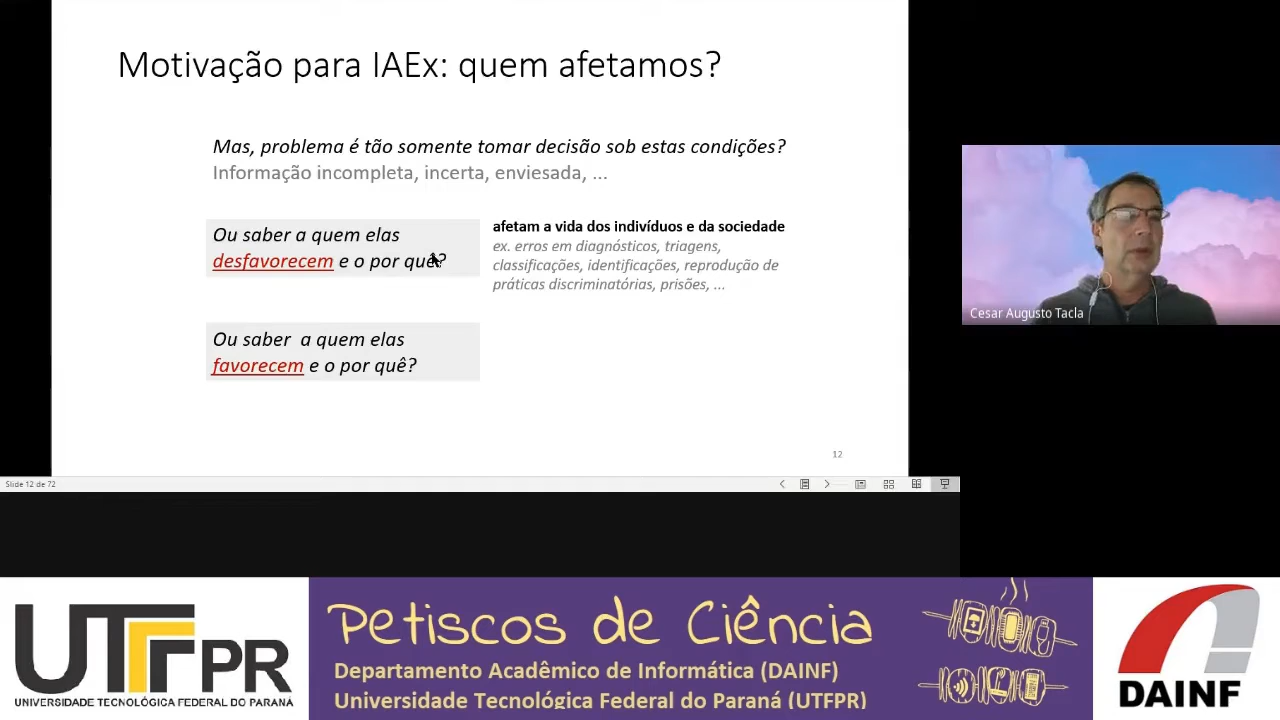 Motivação para IAEx: quem afetamos?
Mas, problema é tão somente tomar decisão sob estas condições?
Informação incompleta, incerta, enviesada, ...
Ou saber a quem elas
desfavorecem e o por quê?
afetam a vida dos indivíduos e da sociedade
ex. erros em diagnósticos, triagens,
classificações, identificações, reprodução de
práticas discriminatórias, prisões, ...
Ou saber a quem elas
favorecem e o por quê?
12
Slide 12 de 72
Cesar Augusto Tacla
UTFPR
UNIVERSIDADE TECNOLÓGICA FEDERAL DO PARANÁ
Petiscos de Ciência
Departamento Acadêmico de Informática (DAINF)
Universidade Tecnológica Federal do Paraná (UTFPR)
DAINF